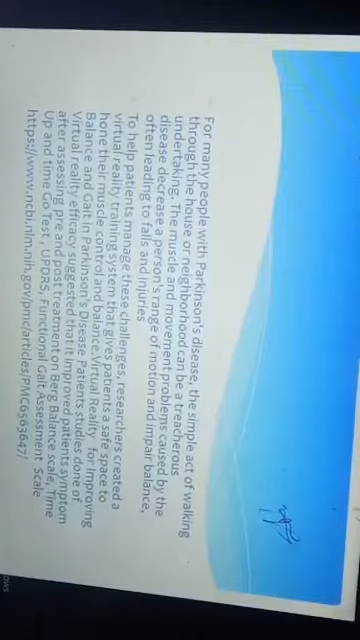 For many people with Parkinson's disease, the simple act of walking
through the house or neighborhood can be a treacherous
undertaking. The muscle and movement problems caused by the
disease decrease a person's range of motion and impair balance,
often leading to falls and injuries
To help patients manage these challenges, researchers created a
virtual reality training system that gives patients a safe space to
hone their muscle control and balance.Virtual Reality for Improving
Balance and Gait in Parkinson's Disease Patients studies done of
Virtual reality efficacy suggested that it improved patients symptom
after assessing pre and post treatment on Berg Balance scale, Time
Up and time Go Test , UPDRS, Functional Gait Assessment Scale
https://www.ncbi.nlm.nih.gov/pmc/articles/PMC6563647/